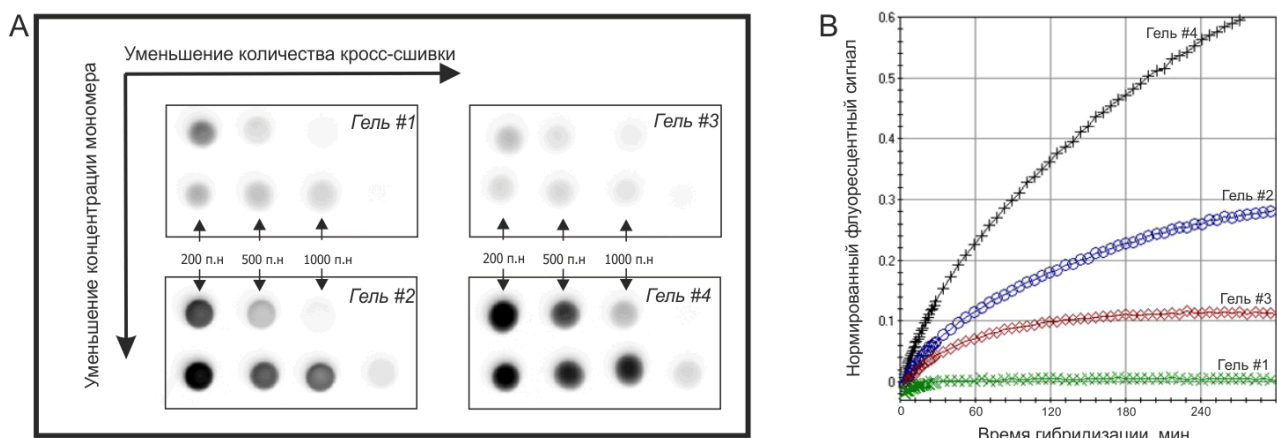 A
Уменьшение количества кросс-сшивки
Уменьшение концентрации мономера
Гель #1
Гель #3
200 п.н 500 п.н 1000 п.н
200 п.н 500 п.н 1000 п.н
Гель #2
Гель #4
B
Нормированный флуоресцентный сигнал
0.6
0.5
0.4
0.3
0.2
0.1
0
Гель #4
Гель #2
Гель #3
Гель #1
0 60 120 180 240
Время гибридизации, мин